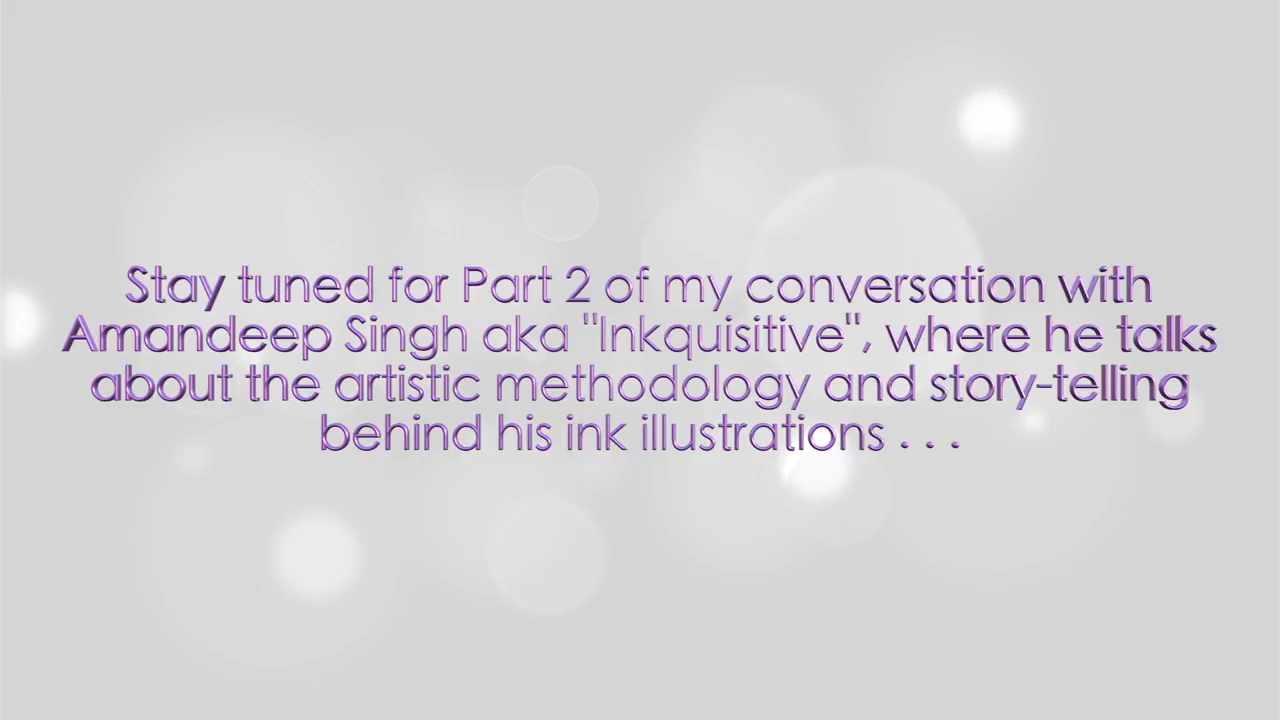 Stay tuned for Part 2 of my conversation with
Amandeep Singh aka "Inkquisitive", where he talks
about the artistic methodology and story-telling
behind his ink illustrations . . .